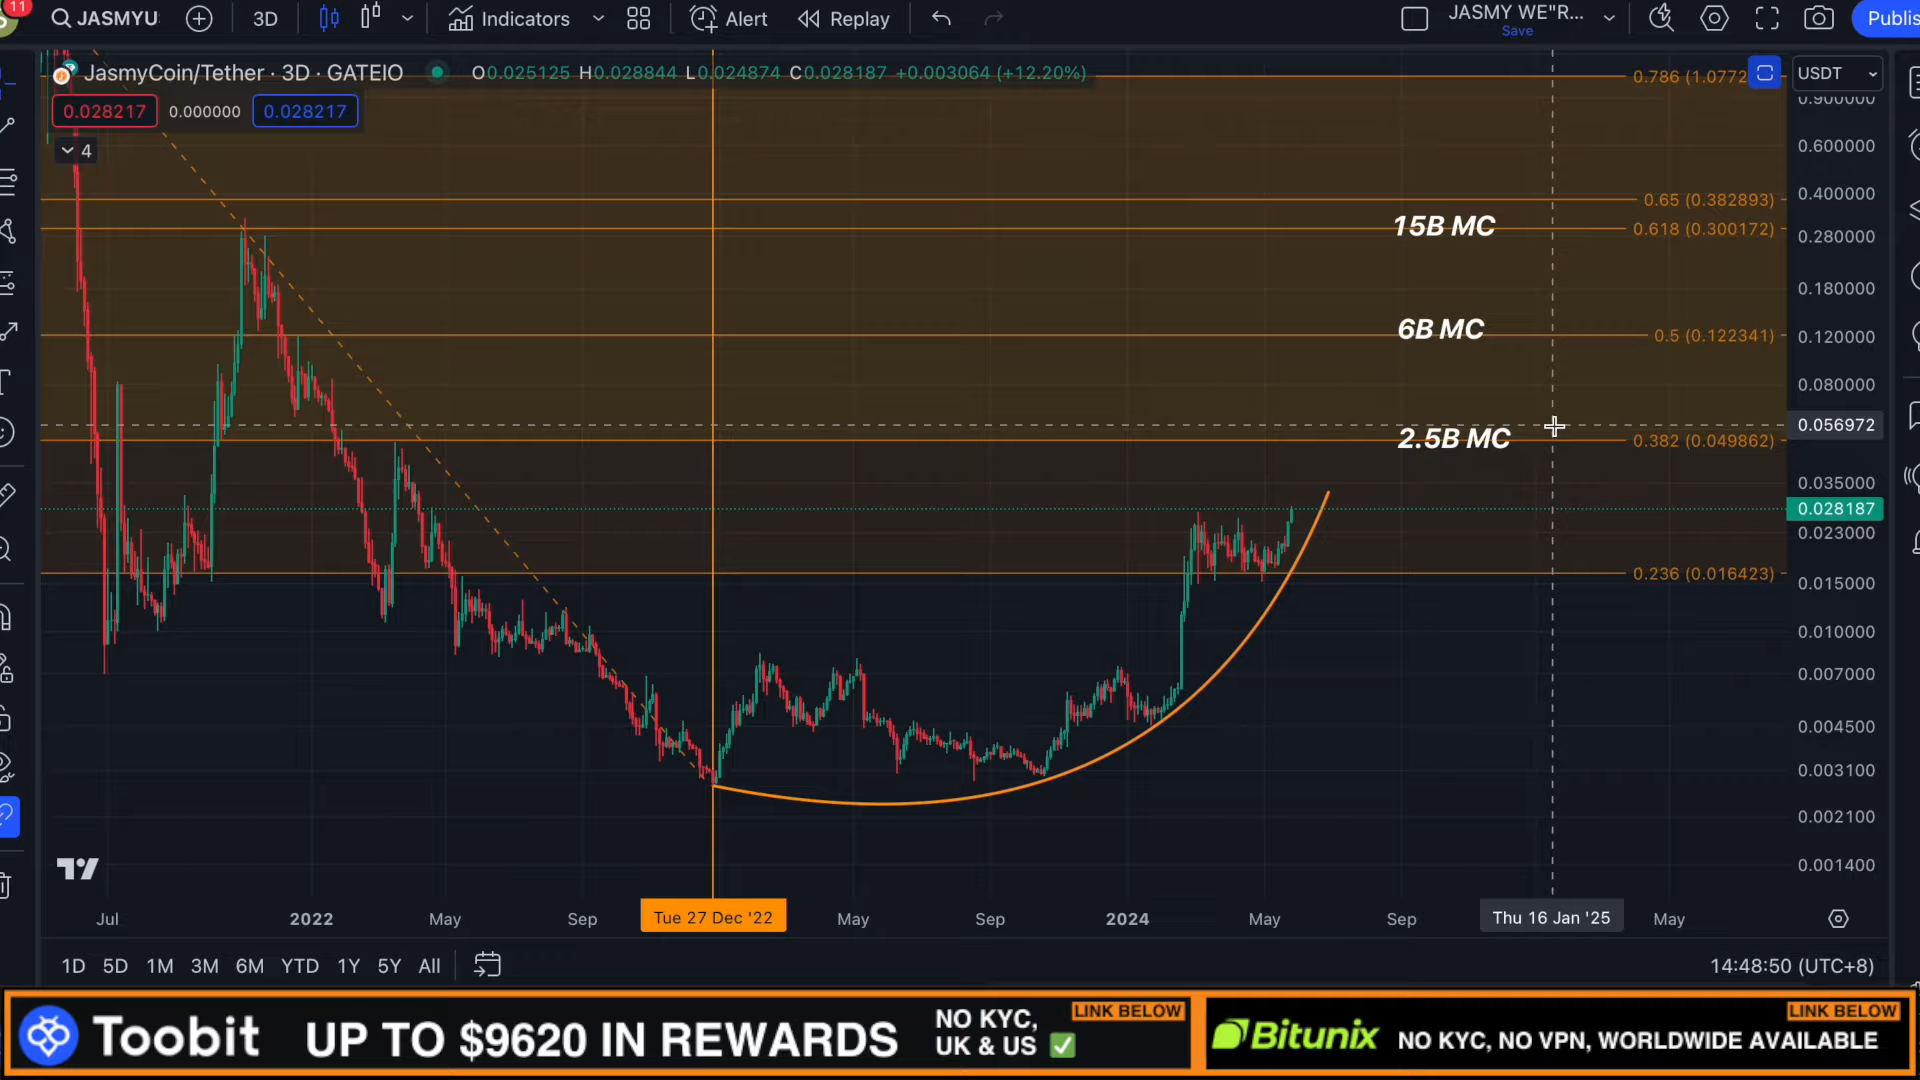 11
JASMYU
3D
Indicators
Alert
Replay
JASMY WE"R...
Save
Publis
JasmyCoin/Tether · 3D · GATEIO
O0.025125 H0.028844 L0.024874 C0.028187 +0.003064 (+12.20%)
USDT
0.028217
0.000000
0.028217
4
0.786 (1.0772
0.65 (0.382893)
0.618 (0.300172)
0.5 (0.122341)
0.382 (0.049862)
0.236 (0.016423)
15B MC
6B MC
2.5B MC
0.900000
0.600000
0.400000
0.280000
0.180000
0.120000
0.080000
0.056972
0.035000
0.028187
0.023000
0.015000
0.010000
0.007000
0.004500
0.003100
0.002100
0.001400
Jul
2022
May
Sep
Tue 27 Dec '22
May
Sep
2024
May
Sep
Thu 16 Jan '25
May
1D 5D 1M 3M 6M YTD 1Y 5Y All
14:48:50 (UTC+8)
Toobit
UP TO $9620 IN REWARDS
NO KYC,
UK & US ✅
LINK BELOW
Bitunix
NO KYC, NO VPN, WORLDWIDE AVAILABLE
LINK BELOW